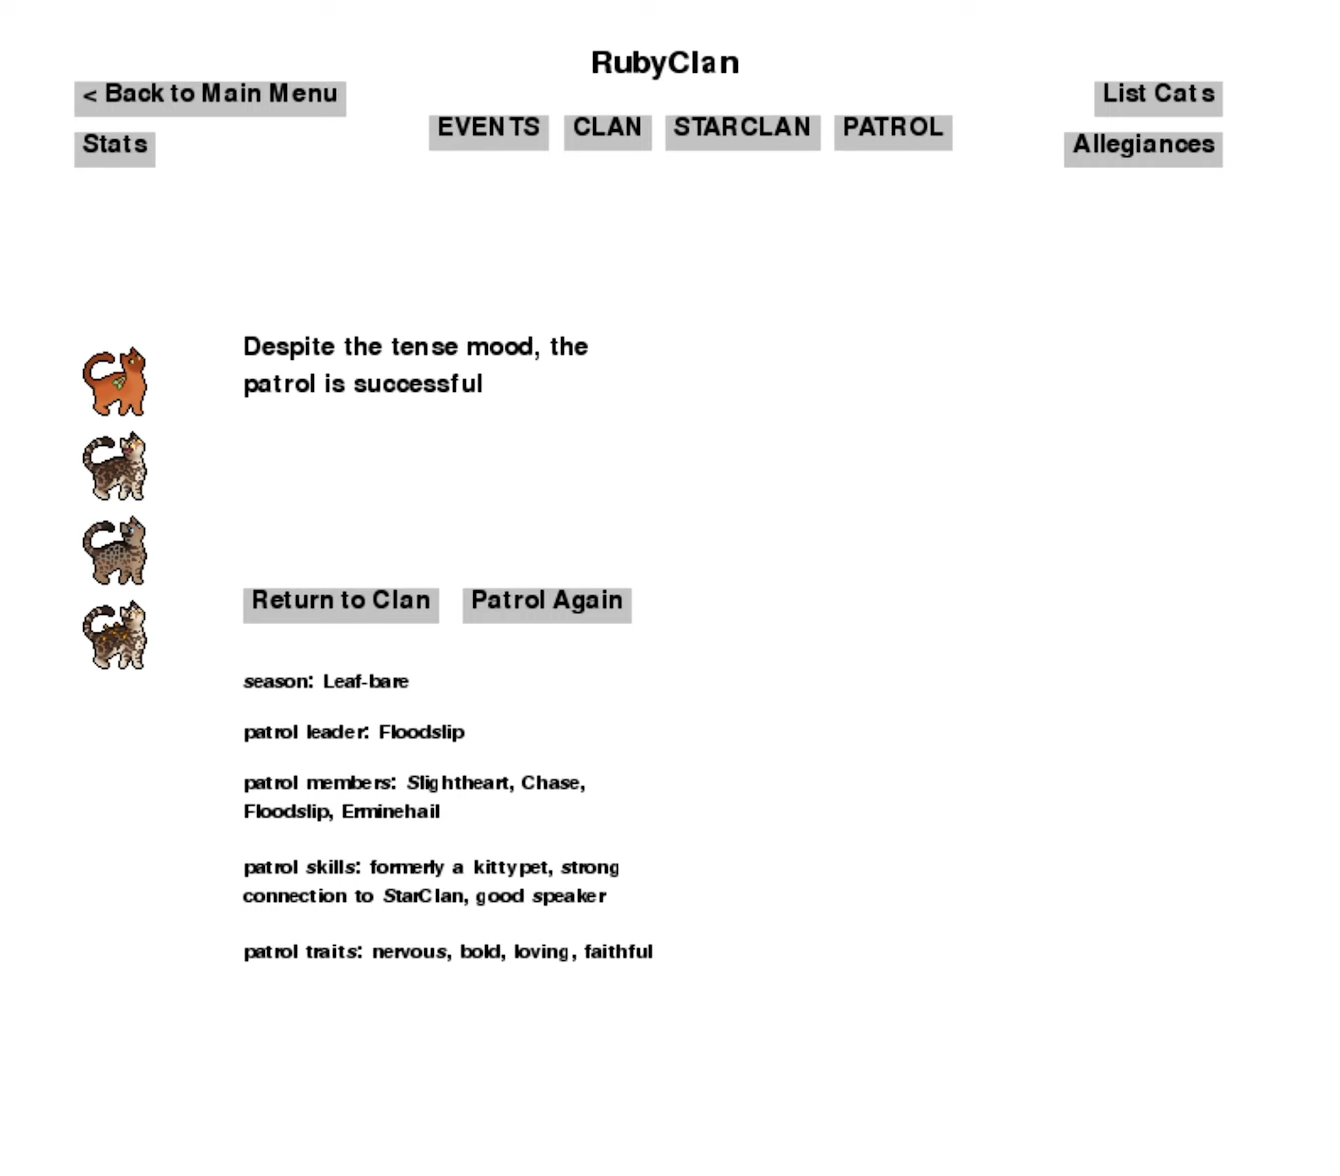 RubyClan
< Back to Main Menu
List Cats
EVENTS CLAN STARCLAN PATROL
Stats
Allegiances
Despite the tense mood, the
patrol is successful
Return to Clan Patrol Again
season: Leaf-bare
patrol leader: Floodslip
patrol members: Slightheart, Chase,
Floodslip, Erminehail
patrol skills: formerly a kittypet, strong
connection to StarClan, good speaker
patrol traits: nervous, bold, loving, faithful